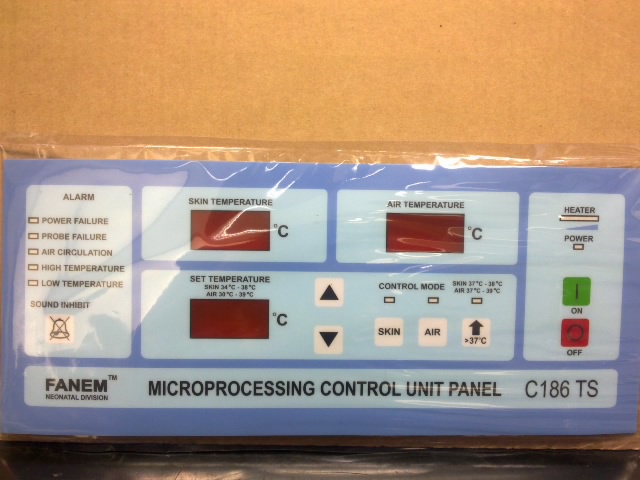 ALARM
POWER FAILURE
PROBE FAILURE
AIR CIRCULATION
HIGH TEMPERATURE
LOW TEMPERATURE
SOUND INHIBIT
SKIN TEMPERATURE
°C
AIR TEMPERATURE
°C
SET TEMPERATURE
SKIN 34°C - 38°C
AIR 30°C - 39°C
°C
CONTROL MODE
SKIN 37°C - 38°C
AIR 37°C - 39°C
SKIN
AIR
>37°C
HEATER
POWER
I
ON
OFF
FANEM™
NEONATAL DIVISION
MICROPROCESSING CONTROL UNIT PANEL
C186 TS